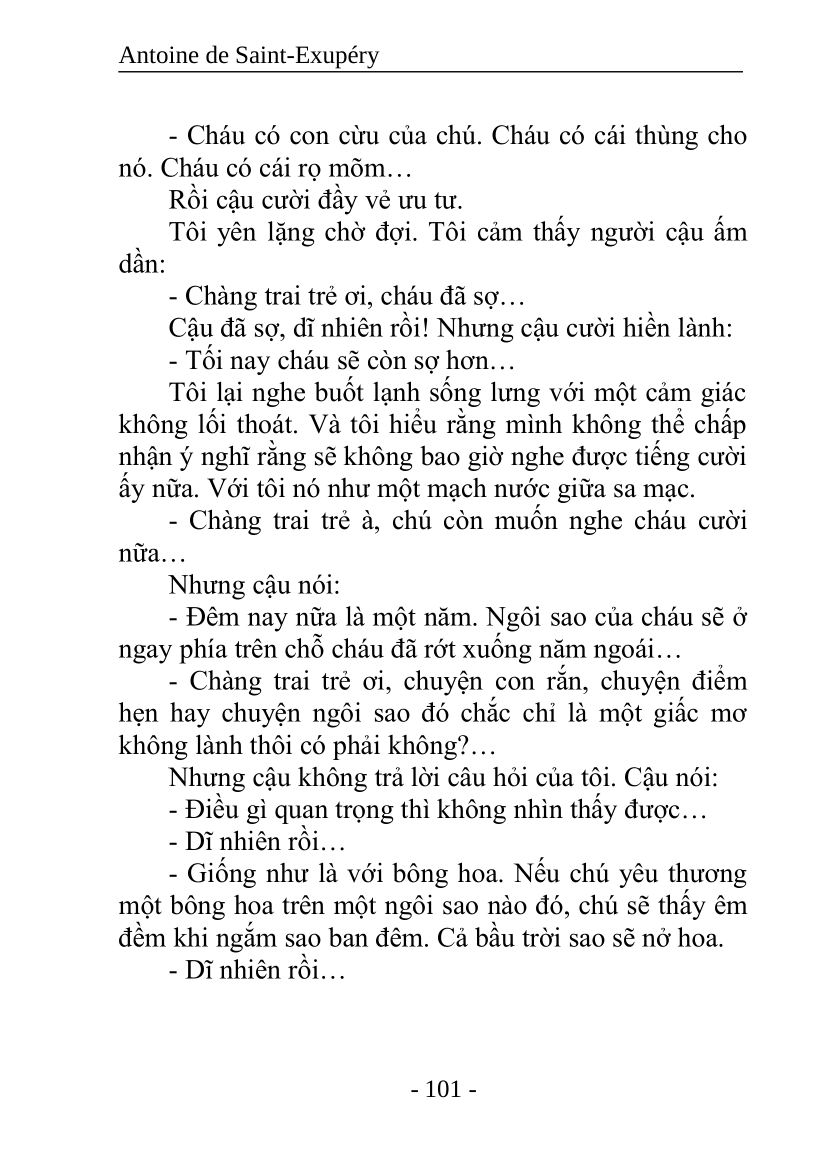 Antoine de Saint-Exupéry
- Cháu có con cừu của chú. Cháu có cái thùng cho
nó. Cháu có cái rọ mõm…
Rồi cậu cười đầy vẻ ưu tư.
Tôi yên lặng chờ đợi. Tôi cảm thấy người cậu ấm
dần:
- Chàng trai trẻ ơi, cháu đã sợ…
Cậu đã sợ, dĩ nhiên rồi! Nhưng cậu cười hiền lành:
- Tối nay cháu sẽ còn sợ hơn…
Tôi lại nghe buốt lạnh sống lưng với một cảm giác
không lối thoát. Và tôi hiểu rằng mình không thể chấp
nhận ý nghĩ rằng sẽ không bao giờ nghe được tiếng cười
ấy nữa. Với tôi nó như một mạch nước giữa sa mạc.
- Chàng trai trẻ à, chú còn muốn nghe cháu cười
nữa…
Nhưng cậu nói:
- Đêm nay nữa là một năm. Ngôi sao của cháu sẽ ở
ngay phía trên chỗ cháu đã rớt xuống năm ngoái…
- Chàng trai trẻ ơi, chuyện con rắn, chuyện điểm
hẹn hay chuyện ngôi sao đó chắc chỉ là một giấc mơ
không lành thôi có phải không?…
Nhưng cậu không trả lời câu hỏi của tôi. Cậu nói:
- Điều gì quan trọng thì không nhìn thấy được…
- Dĩ nhiên rồi…
- Giống như là với bông hoa. Nếu chú yêu thương
một bông hoa trên một ngôi sao nào đó, chú sẽ thấy êm
đềm khi ngắm sao ban đêm. Cả bầu trời sao sẽ nở hoa.
- Dĩ nhiên rồi…
- 101 -